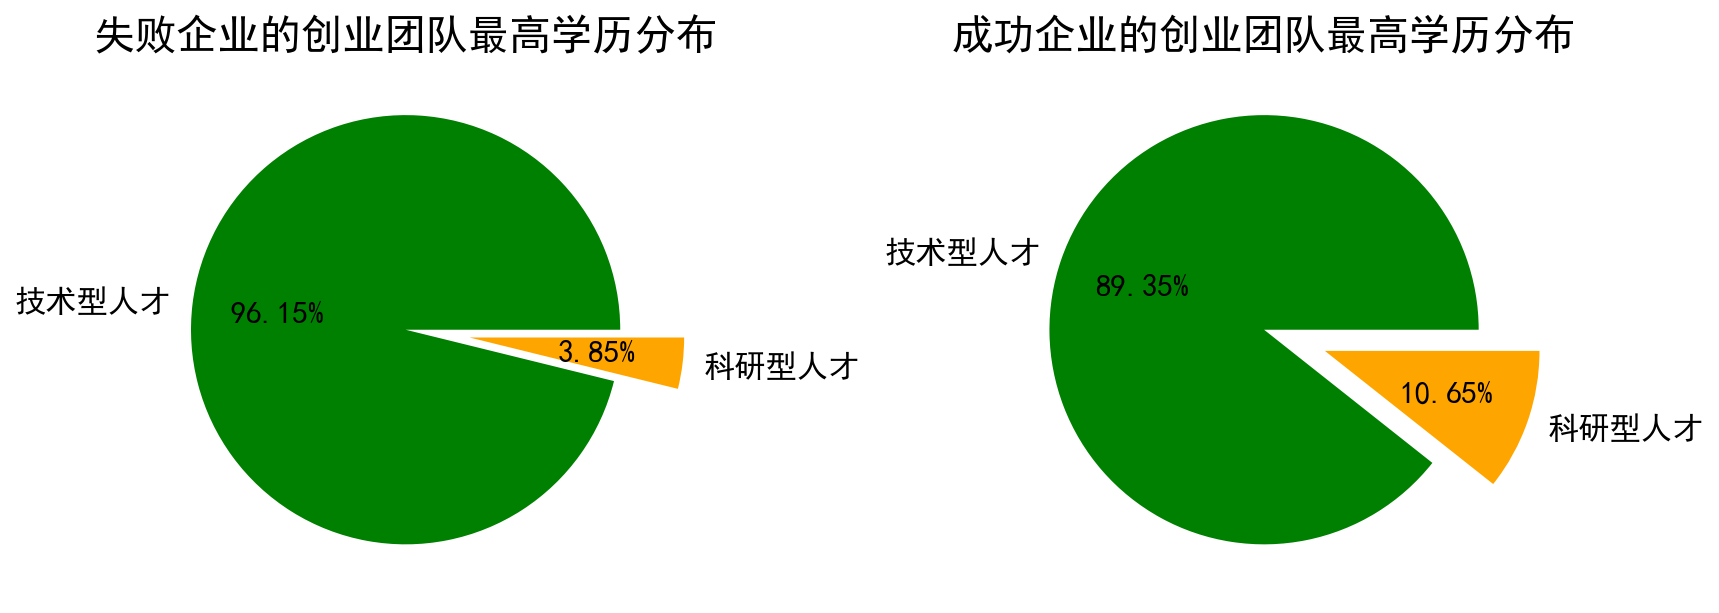 失败企业的创业团队最高学历分布
技术型人才
96.15%
3.85%
科研型人才
成功企业的创业团队最高学历分布
技术型人才
89.35%
10.65%
科研型人才